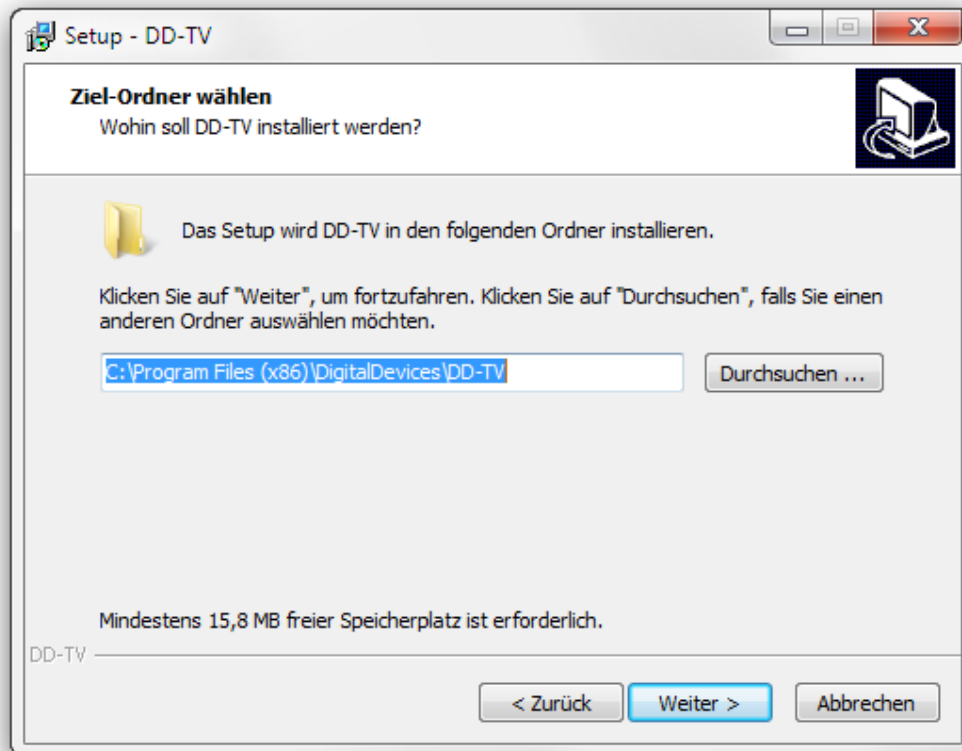 Setup - DD-TV
Ziel-Ordner wählen
Wohin soll DD-TV installiert werden?
Das Setup wird DD-TV in den folgenden Ordner installieren.
Klicken Sie auf "Weiter", um fortzufahren. Klicken Sie auf "Durchsuchen", falls Sie einen
anderen Ordner auswählen möchten.
C:\Program Files (x86)\DigitalDevices\DD-TV
Durchsuchen ...
Mindestens 15,8 MB freier Speicherplatz ist erforderlich.
DD-TV
< Zurück
Weiter >
Abbrechen